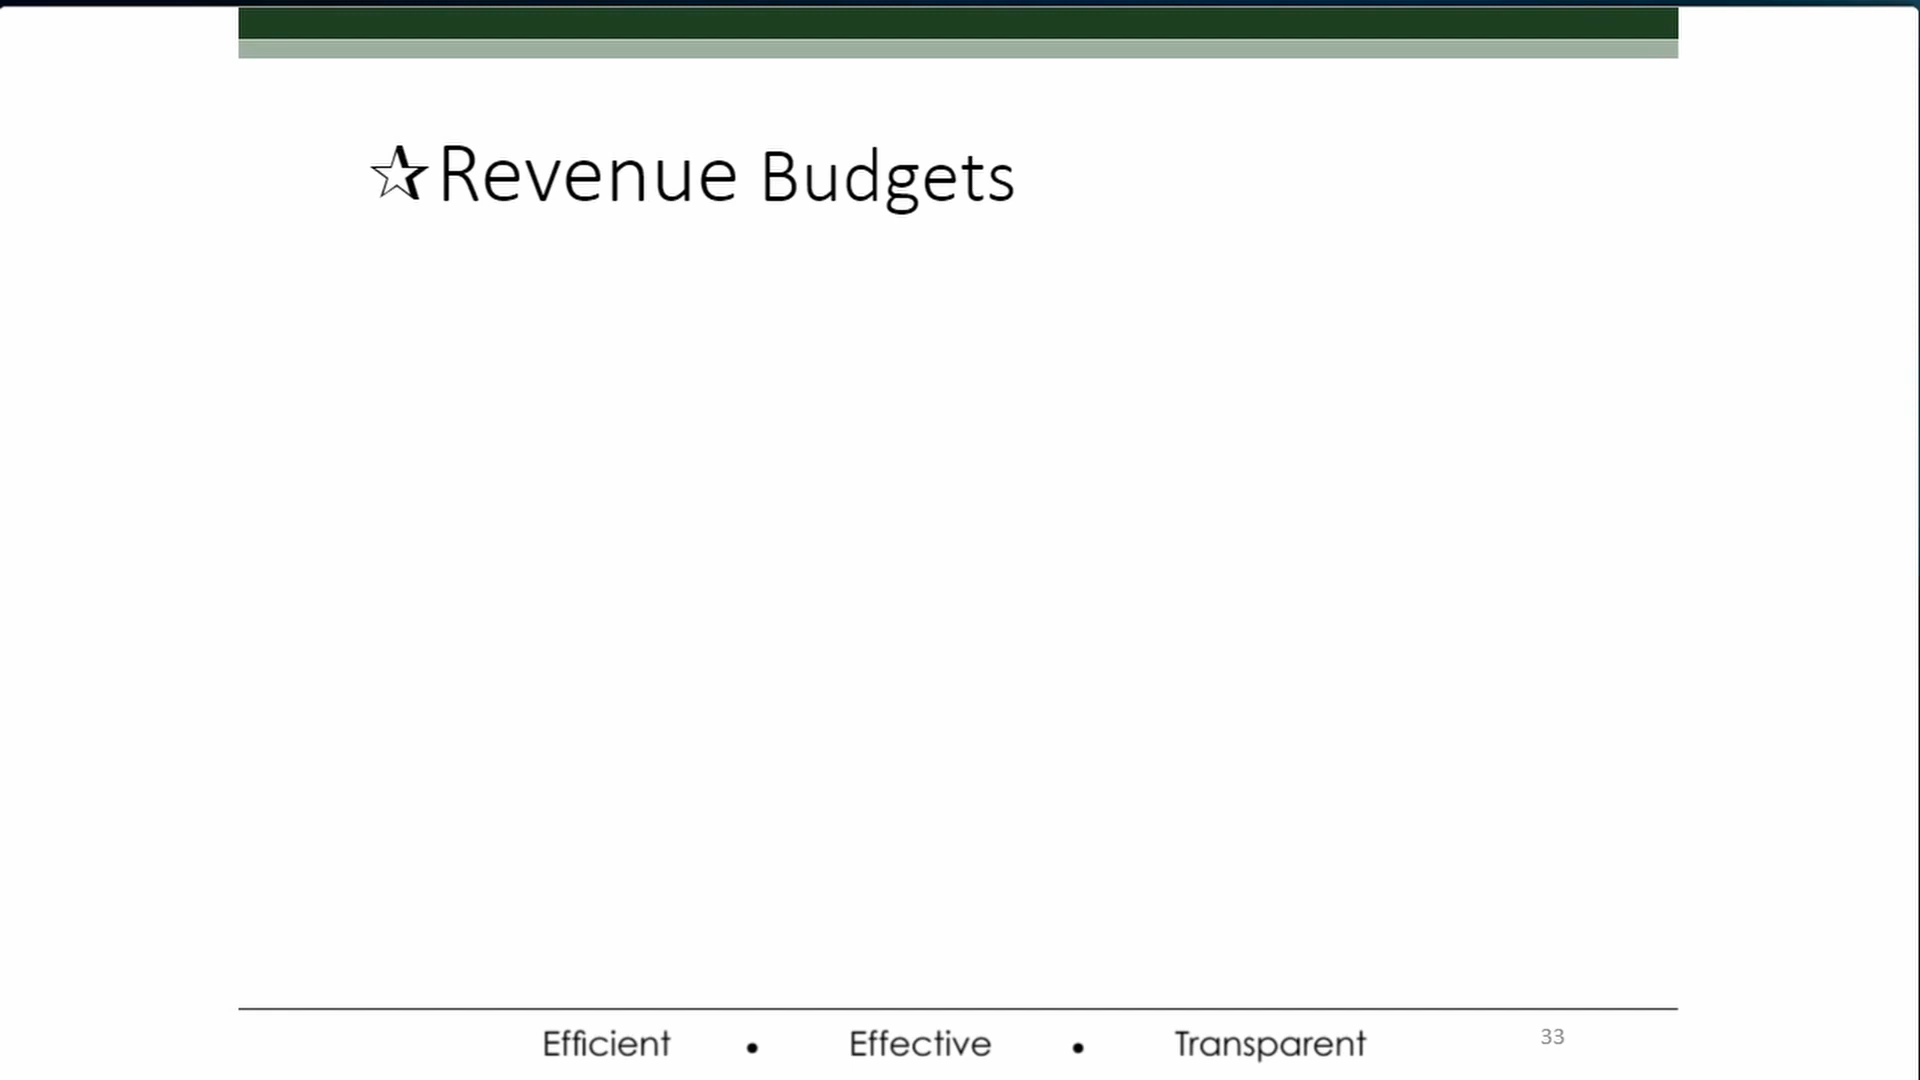 ☆Revenue Budgets
Efficient • Effective • Transparent 33